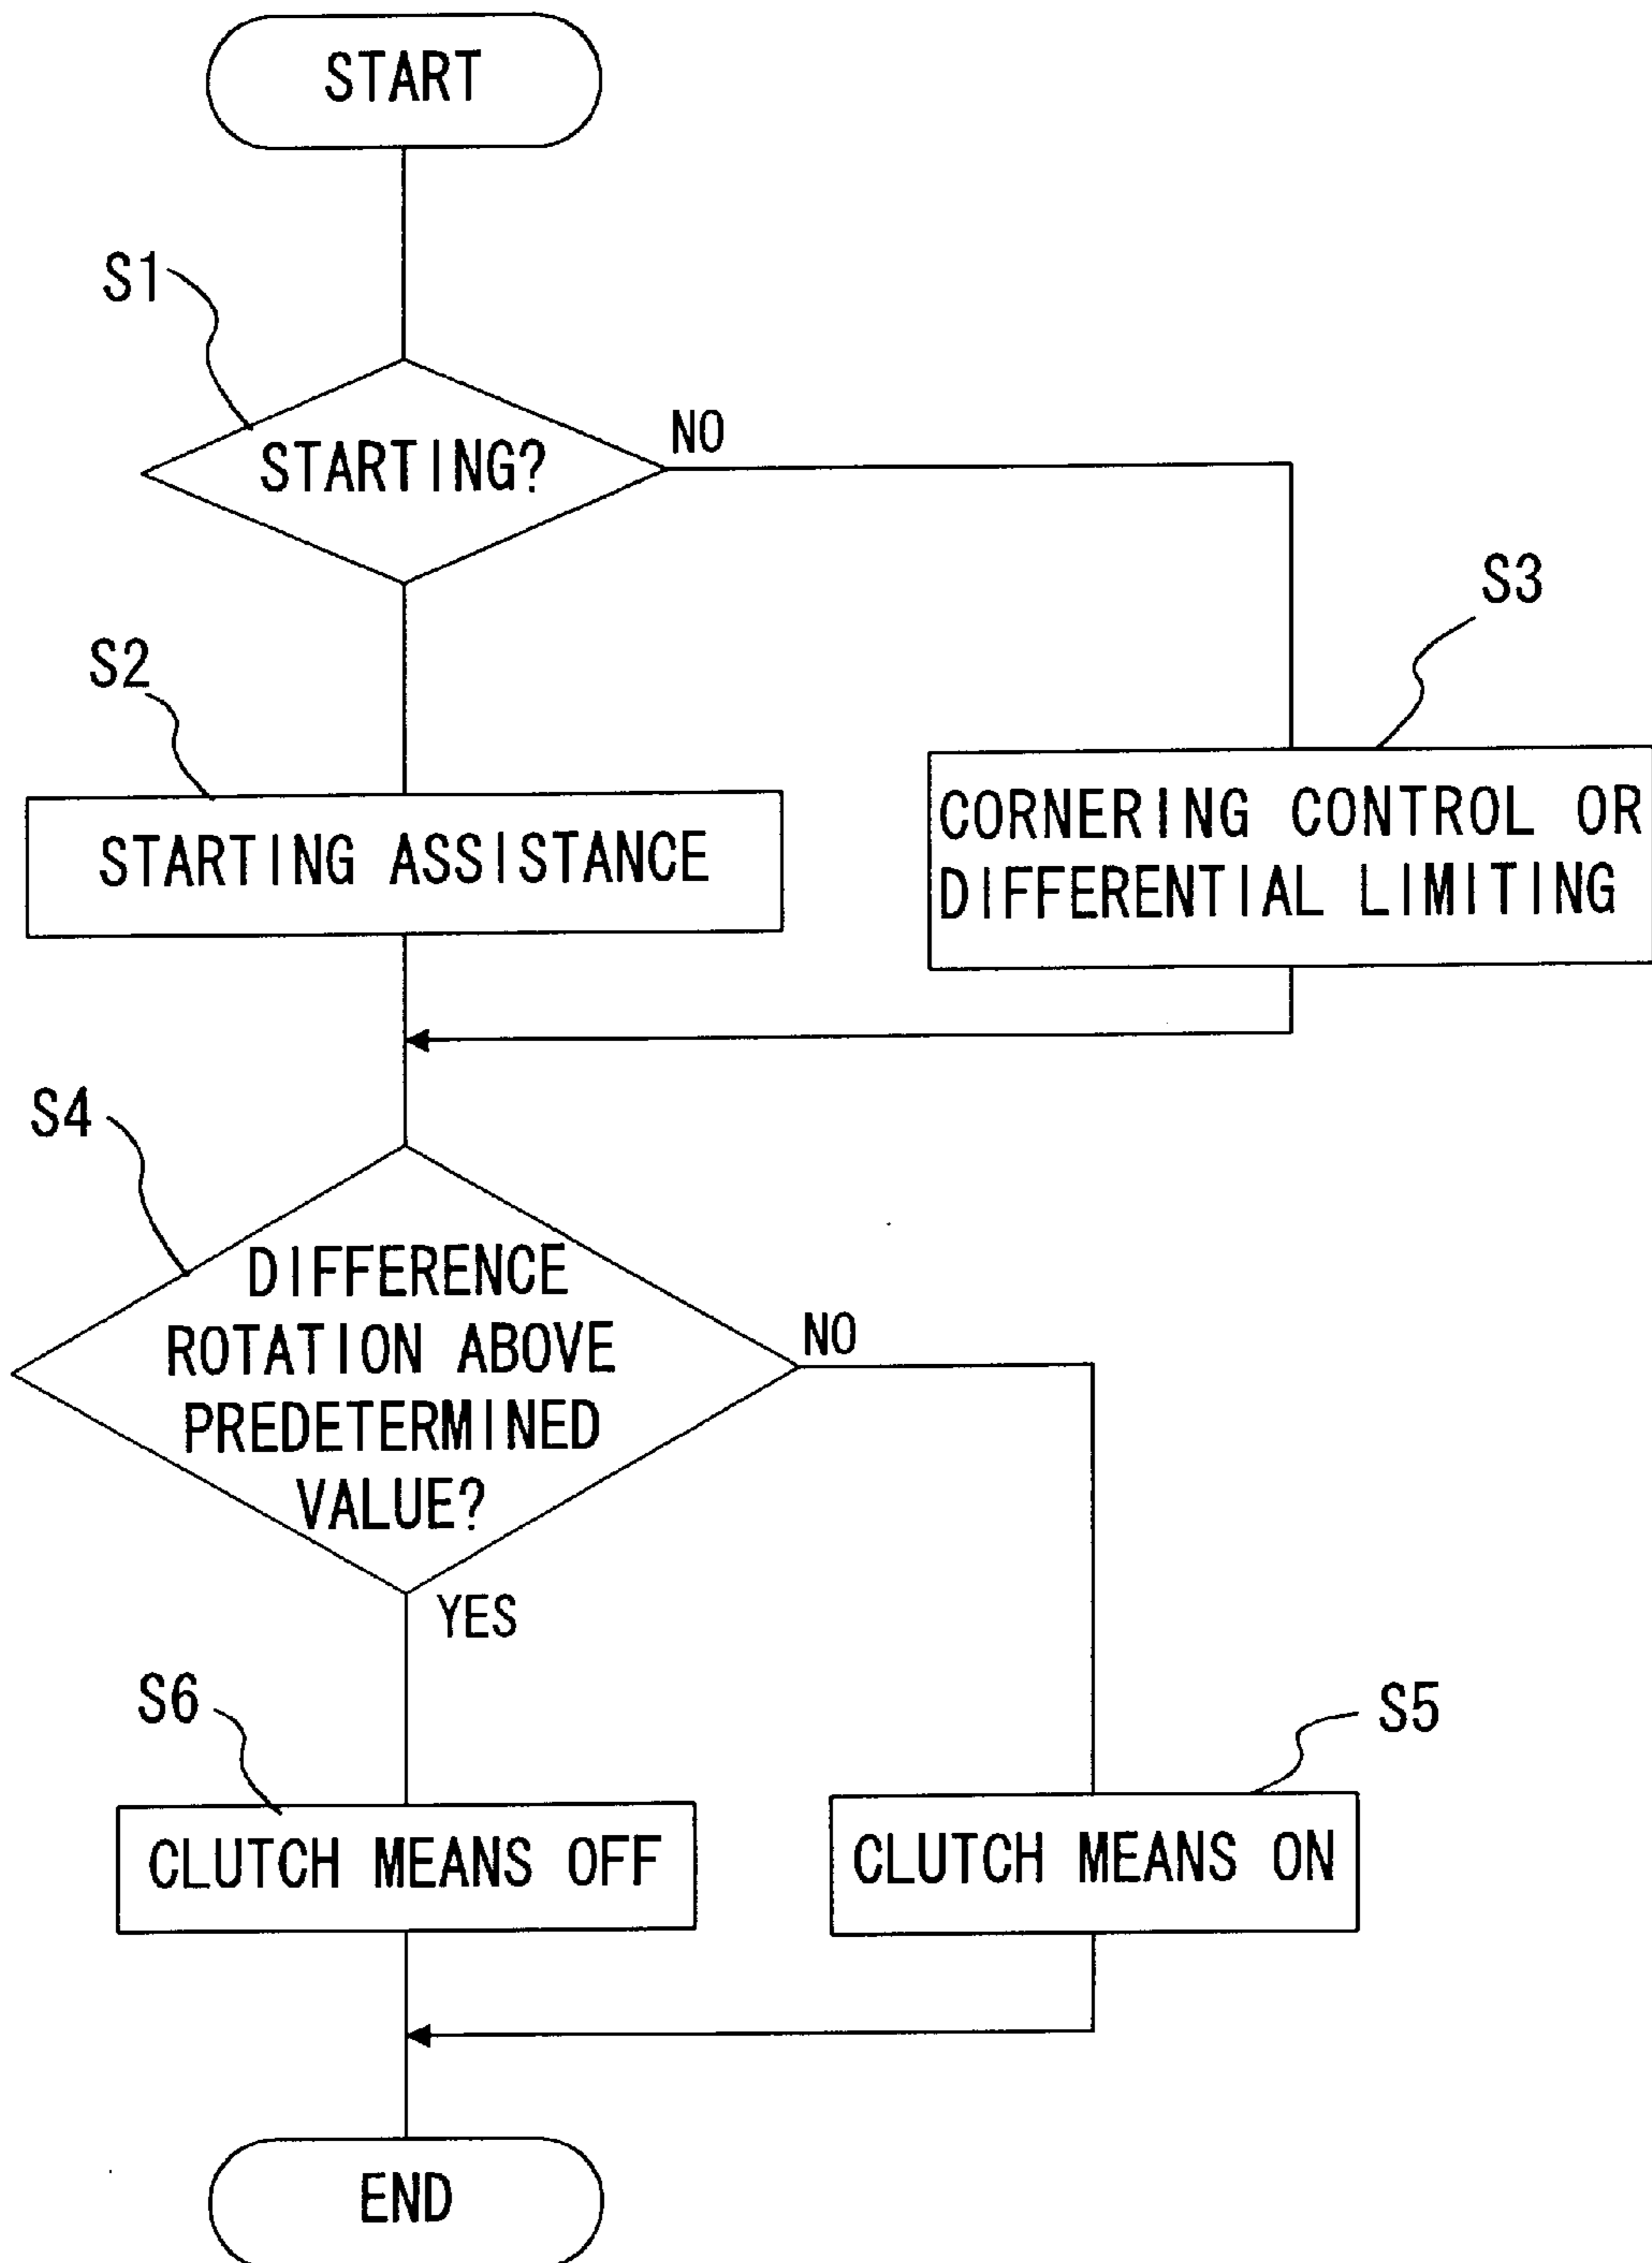 START
S1
STARTING?
NO
S3
S2
STARTING ASSISTANCE
CORNERING CONTROL OR
DIFFERENTIAL LIMITING
S4
DIFFERENCE
ROTATION ABOVE
PREDETERMINED
VALUE?
NO
YES
S6
S5
CLUTCH MEANS OFF
CLUTCH MEANS ON
END